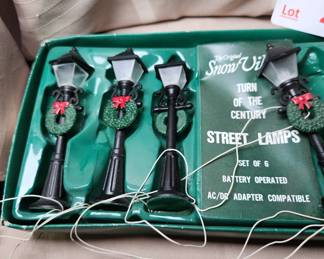 Lot
The Original
Snow Vil
TURN
OF THE
CENTURY
STREET LAMPS
SET OF 6
BATTERY OPERATED
AC/DC ADAPTER COMPATIBLE